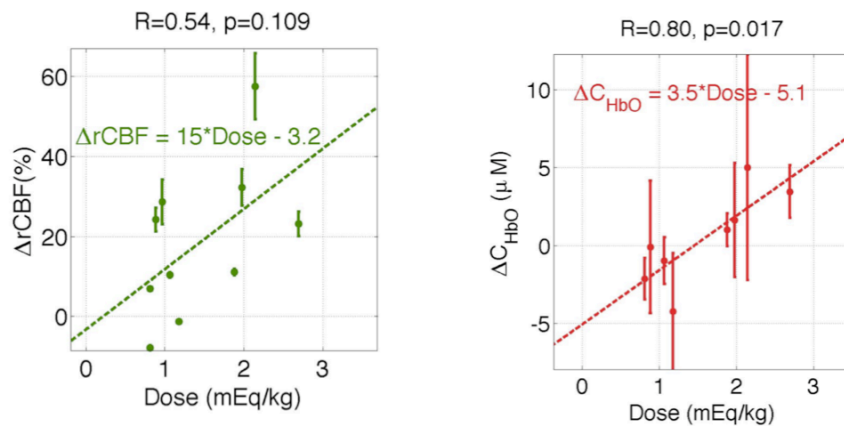 R=0.54, p=0.109
ΔrCBF(%)
60
40
20
0
ΔrCBF = 15*Dose - 3.2
0 1 2 3
Dose (mEq/kg)
R=0.80, p=0.017
ΔC_HbO (μ M)
10
5
0
-5
ΔC_HbO = 3.5*Dose - 5.1
0 1 2 3
Dose (mEq/kg)